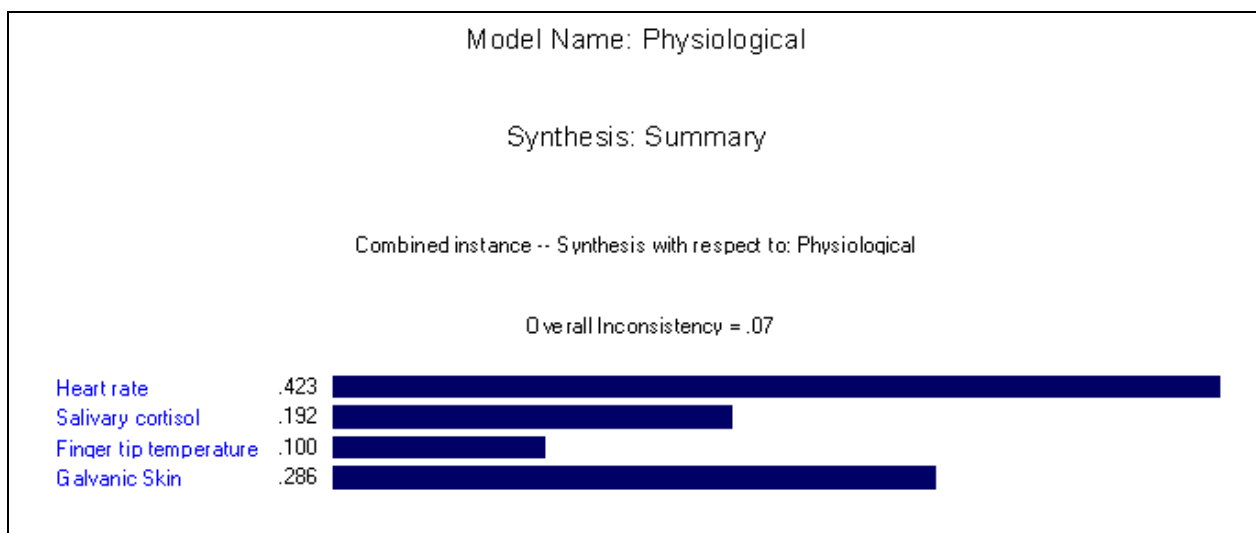 Model Name: Physiological
Synthesis: Summary
Combined instance -- Synthesis with respect to: Physiological
Overall Inconsistency = .07
Heart rate .423
Salivary cortisol .192
Finger tip temperature .100
Galvanic Skin .286